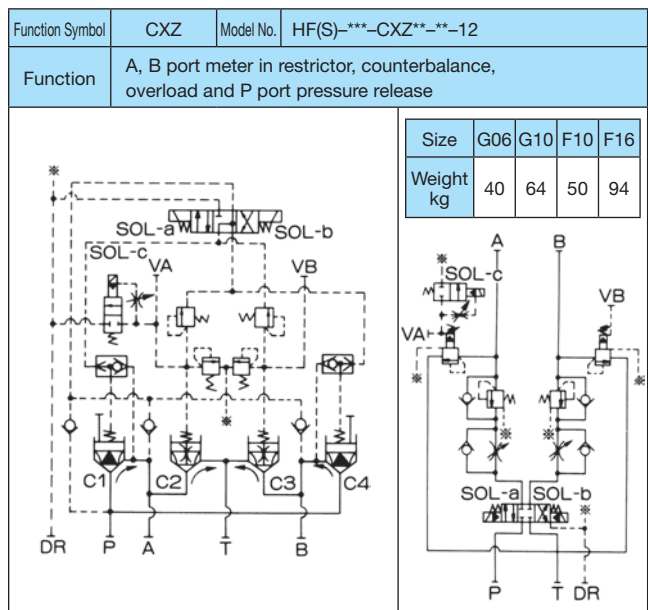 Function Symbol CXZ Model No. HF(S)–***–CXZ**–**–12
Function A, B port meter in restrictor, counterbalance,
overload and P port pressure release
Size G06 G10 F10 F16
Weight
kg 40 64 50 94
※
SOL-a SOL-b
SOL-c
VA VB
※
C1 C2 C3 C4
DR P A T B
A B
※
SOL-c
VB
VA
※ ※
※ ※
SOL-a SOL-b
※
P T DR